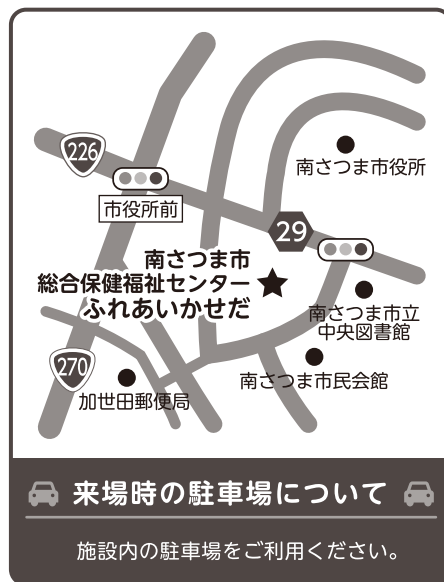 226
市役所前
南さつま市役所
29
南さつま市
総合保健福祉センター
ふれあいかせだ
南さつま市立
中央図書館
南さつま市民会館
270
加世田郵便局
来場時の駐車場について
施設内の駐車場をご利用ください。